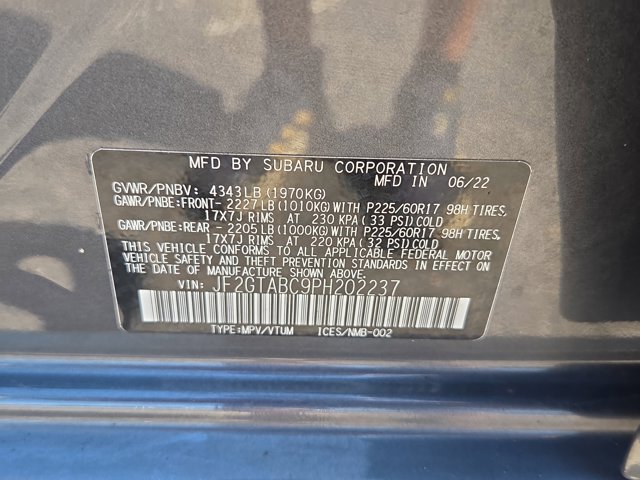 MFD BY SUBARU CORPORATION
MFD IN 06/22
GVWR/PNBV: 4343LB(1970KG)
GAWR/PNBE:FRONT- 2227LB(1010KG)WITH P225/60R17 98H TIRES,
17X7J RIMS AT 230 KPA(33 PSI)COLD
GAWR/PNBE:REAR - 2205LB(1000KG)WITH P225/60R17 98H TIRES,
17X7J RIMS AT 220 KPA(32 PSI)COLD
THIS VEHICLE CONFORMS TO ALL APPLICABLE FEDERAL MOTOR
VEHICLE SAFETY AND THEFT PREVENTION STANDARDS IN EFFECT ON
THE DATE OF MANUFACTURE SHOWN ABOVE.
VIN: JF2GTABC9PH202237
TYPE:MPV/VTUM ICES/NMB-002